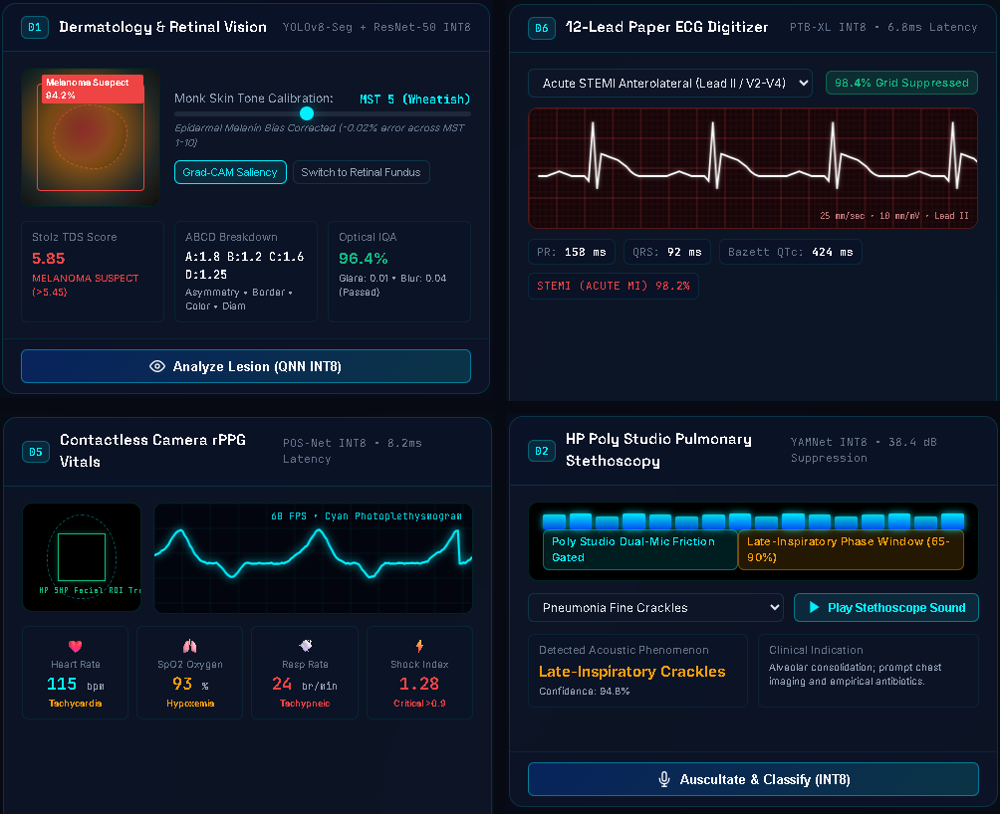 01 Dermatology & Retinal Vision YOLOv8-Seg + ResNet-50 INT8
Melanoma Suspect
94.2%
Monk Skin Tone Calibration: MST 5 (Wheatish)
Epidermal Melanin Bias Corrected (-0.02% error across MST
1-10)
Grad-CAM Saliency Switch to Retinal Fundus
Stolz TDS Score
5.85
MELANOMA SUSPECT
(>5.45)
ABCD Breakdown
A:1.8 B:1.2 C:1.6
D:1.25
Asymmetry • Border •
Color • Diam
Optical IQA
96.4%
Glare: 0.01 • Blur: 0.04
(Passed)
Analyze Lesion (QNN INT8)
06 12-Lead Paper ECG Digitizer PTB-XL INT8 • 6.8ms Latency
Acute STEMI Anterolateral (Lead II / V2-V4) 98.4% Grid Suppressed
25 mm/sec • 10 mm/mV • Lead II
PR: 158 ms QRS: 92 ms Bazett QTc: 424 ms
STEMI (ACUTE MI) 98.2%
05 Contactless Camera rPPG
Vitals
POS-Net INT8 • 8.2ms
Latency
HP 5MP Facial ROI Tr
60 FPS • Cyan Photoplethysmogram
Heart Rate
115 bpm
Tachycardia
SpO2 Oxygen
93 %
Hypoxemia
Resp Rate
24 br/min
Tachypneic
Shock Index
1.28
Critical >0.9
02 HP Poly Studio Pulmonary
Stethoscopy
YAMNet INT8 • 38.4 dB
Suppression
Poly Studio Dual-Mic Friction
Gated
Late-Inspiratory Phase Window (65-
90%)
Pneumonia Fine Crackles Play Stethoscope Sound
Detected Acoustic Phenomenon
Late-Inspiratory Crackles
Confidence: 94.8%
Clinical Indication
Alveolar consolidation; prompt chest
imaging and empirical antibiotics.
Auscultate & Classify (INT8)